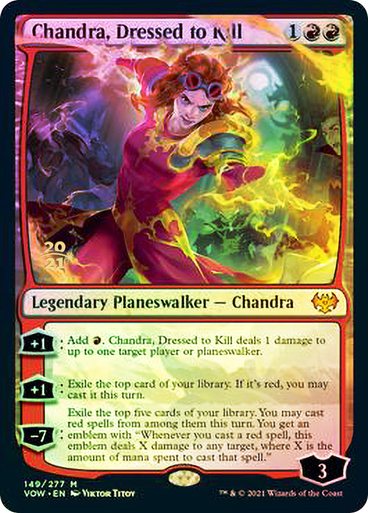 Chandra, Dressed to Kill 1
20
21
Legendary Planeswalker — Chandra
+1 : Add . Chandra, Dressed to Kill deals 1 damage to
up to one target player or planeswalker.
+1 : Exile the top card of your library. If it's red, you may
cast it this turn.
Exile the top five cards of your library. You may cast
red spells from among them this turn. You get an
-7 : emblem with "Whenever you cast a red spell, this
emblem deals X damage to any target, where X is the
amount of mana spent to cast that spell."
3
149/277 M
VOW • EN Viktor Titov
™ & © 2021 Wizards of the Coast